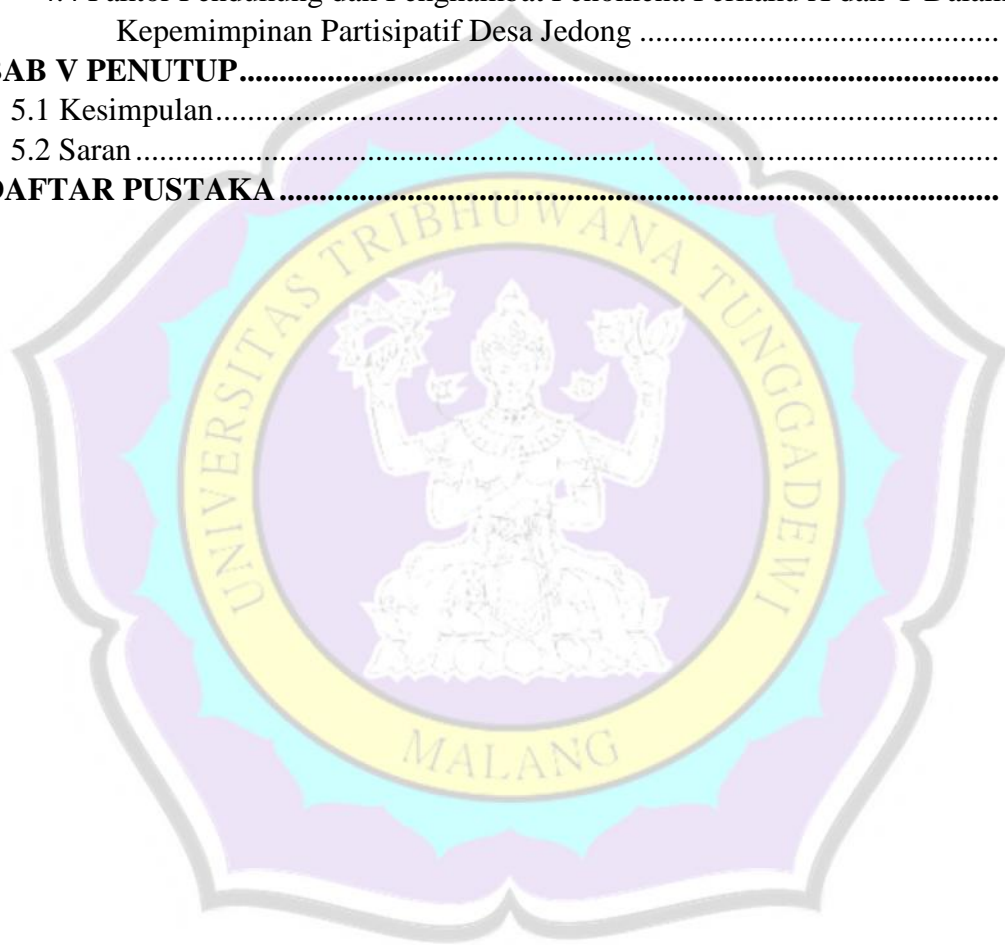 Kepemimpinan Partisipatif Desa Jedong ..........................................
BAB V PENUTUP..........................................................................................
5.1 Kesimpulan.............................................................................................
5.2 Saran.......................................................................................................
DAFTAR PUSTAKA .....................................................................................
UNIVERSITAS TRIBHUWANA TUNGGADEWI
MALANG